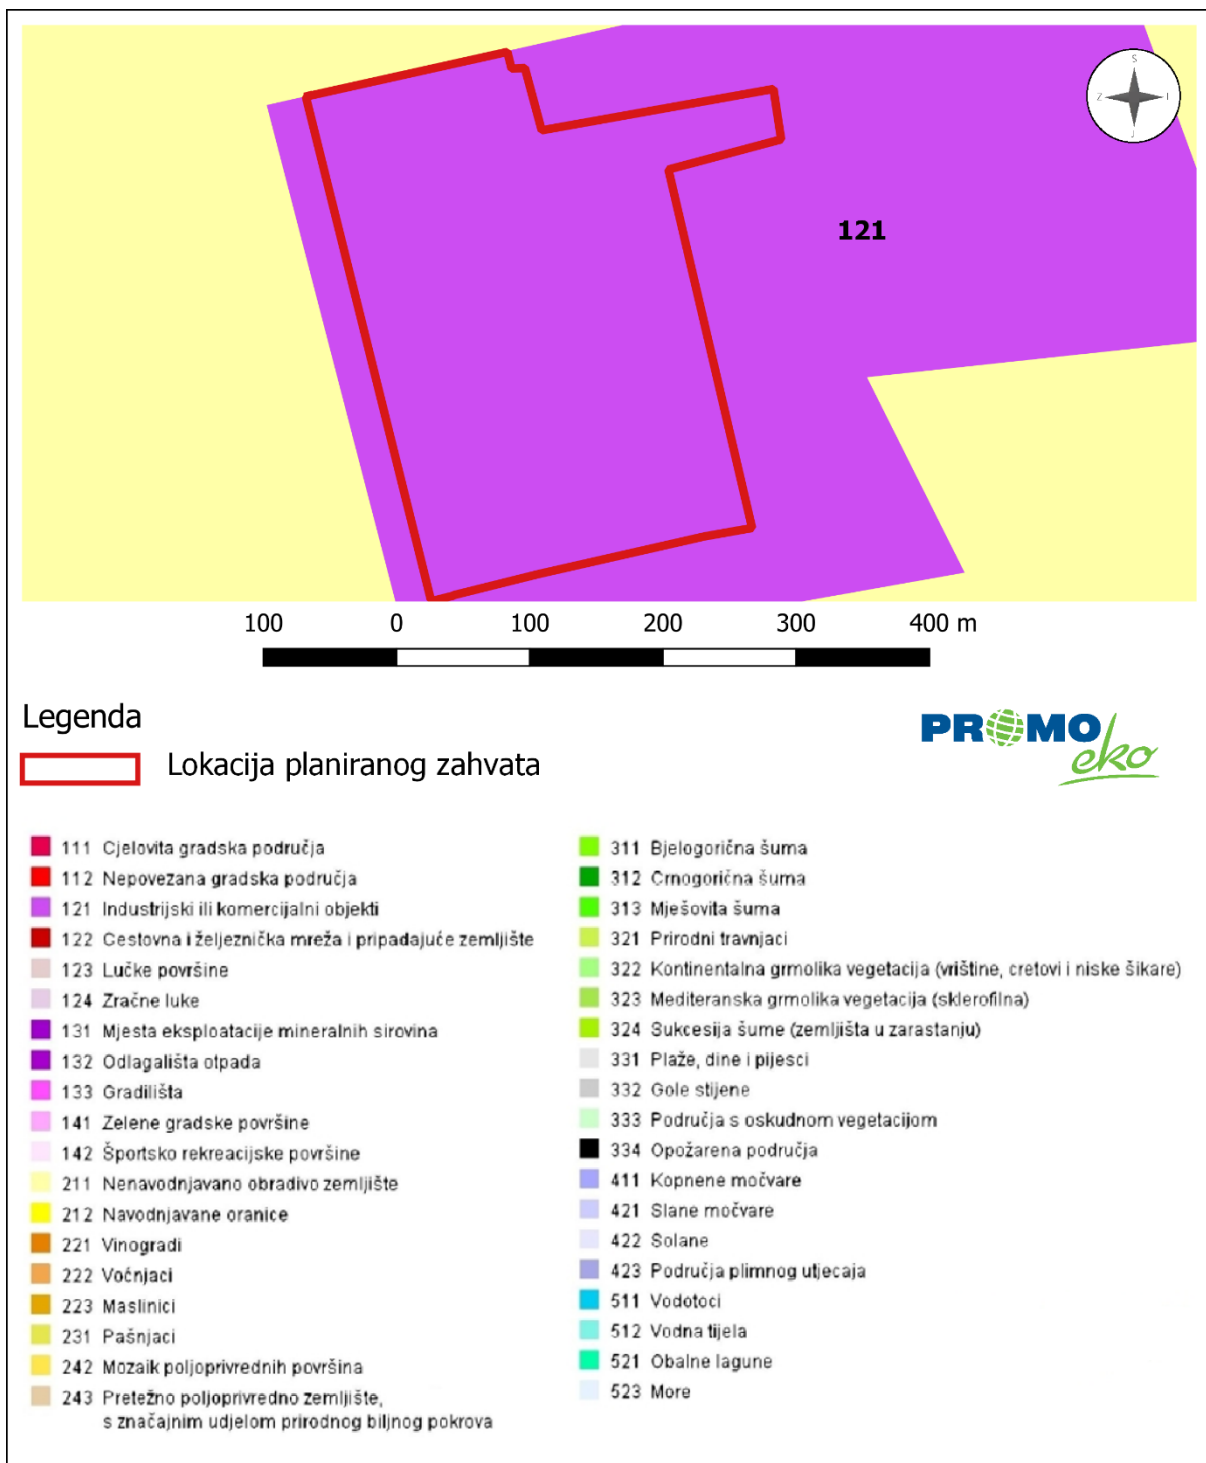 S
Z I
J
121
100 0 100 200 300 400 m
Legenda
Lokacija planiranog zahvata
PROMO
eko
111 Cjelovita gradska područja
112 Nepovezana gradska područja
121 Industrijski ili komercijalni objekti
122 Cestovna i željeznička mreža i pripadajuće zemljište
123 Lučke površine
124 Zračne luke
131 Mjesta eksploatacije mineralnih sirovina
132 Odlagališta otpada
133 Gradilišta
141 Zelene gradske površine
142 Športsko rekreacijske površine
211 Nenavodnjavano obradivo zemljište
212 Navodnjavane oranice
221 Vinogradi
222 Voćnjaci
223 Maslinici
231 Pašnjaci
242 Mozaik poljoprivrednih površina
243 Pretežno poljoprivredno zemljište,
s značajnim udjelom prirodnog biljnog pokrova
311 Bjelogorična šuma
312 Crnogorična šuma
313 Mješovita šuma
321 Prirodni travnjaci
322 Kontinentalna grmolika vegetacija (vrištine, cretovi i niske šikare)
323 Mediteranska grmolika vegetacija (sklerofilna)
324 Sukcesija šume (zemljišta u zarastanju)
331 Plaže, dine i pijesci
332 Gole stijene
333 Područja s oskudnom vegetacijom
334 Opožarena područja
411 Kopnene močvare
421 Slane močvare
422 Solane
423 Područja plimnog utjecaja
511 Vodotoci
512 Vodna tijela
521 Obalne lagune
523 More